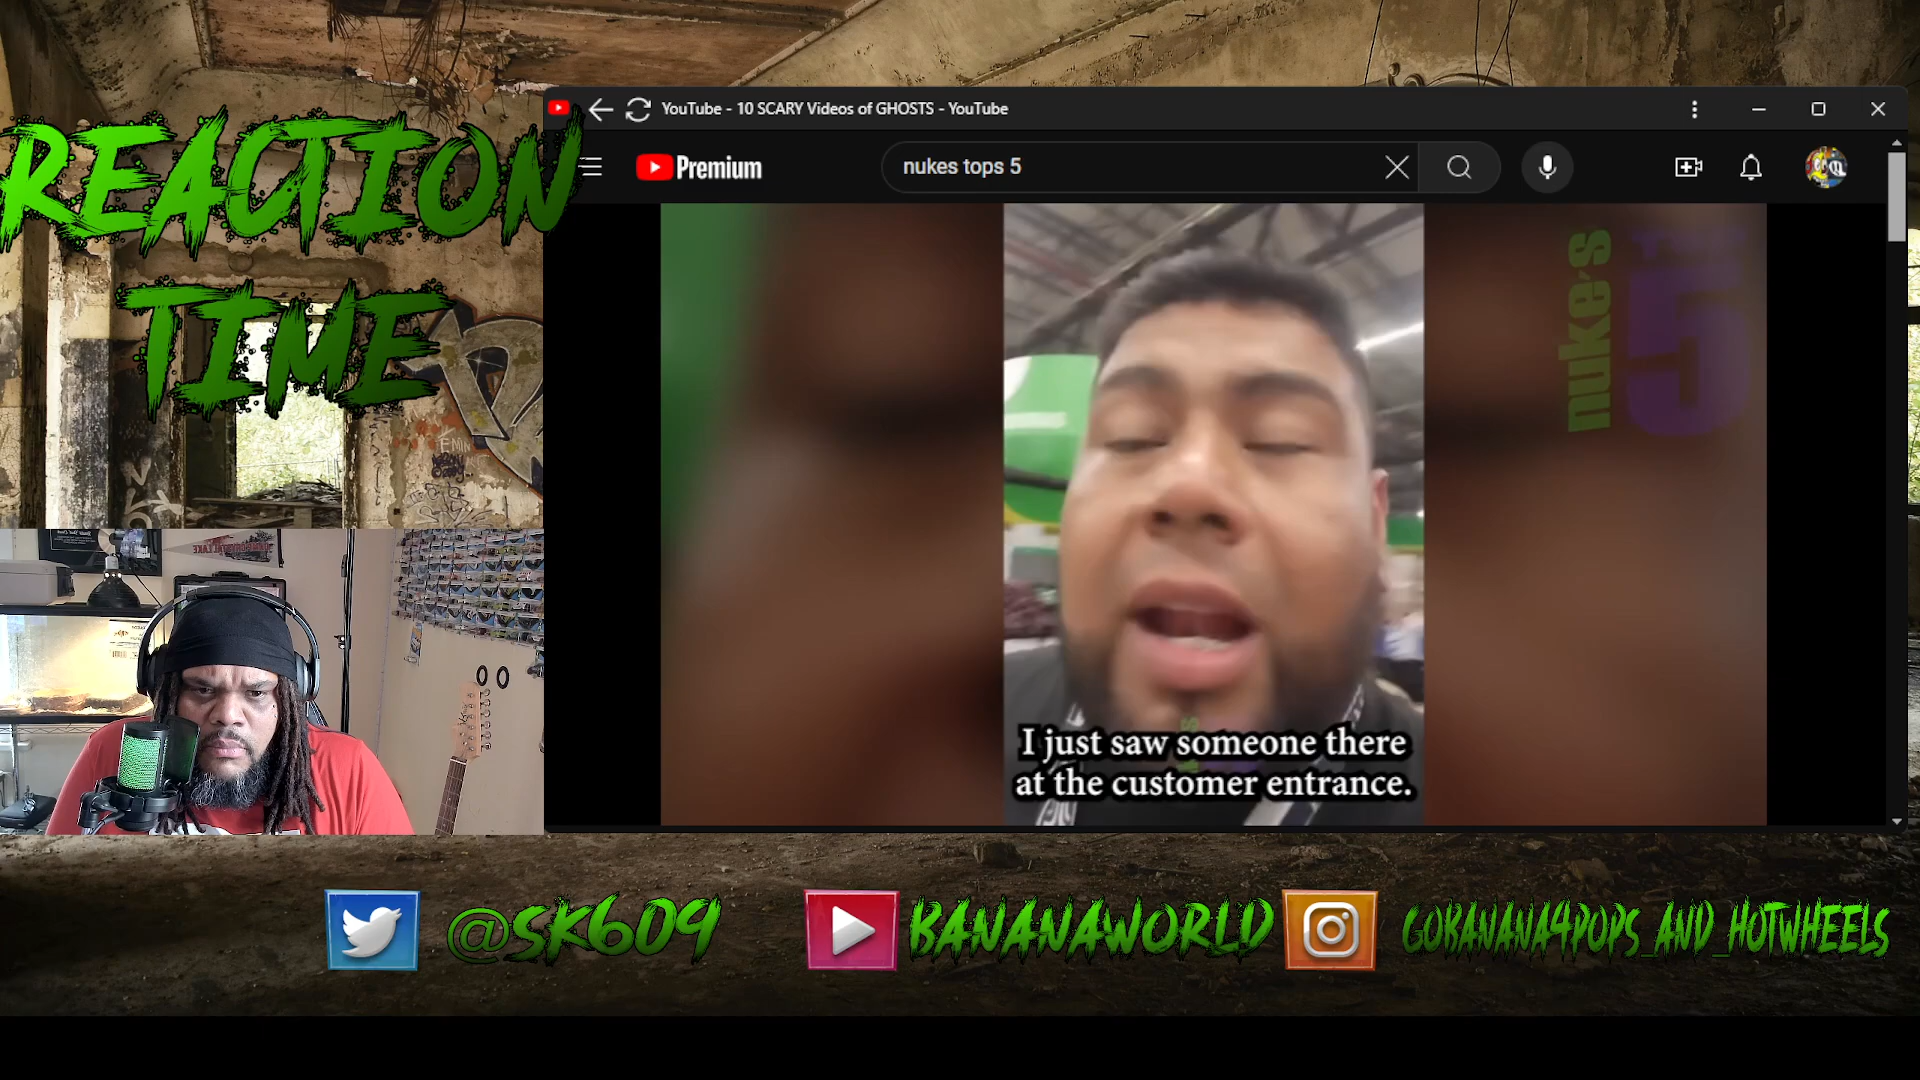 REACTION
TIME
YouTube - 10 SCARY Videos of GHOSTS - YouTube
Premium
nukes tops 5
nuke's
5
I just saw someone there
at the customer entrance.
@SK609
BANANAWORLD
GOBANANA4POPS_AND_HOTWHEELS